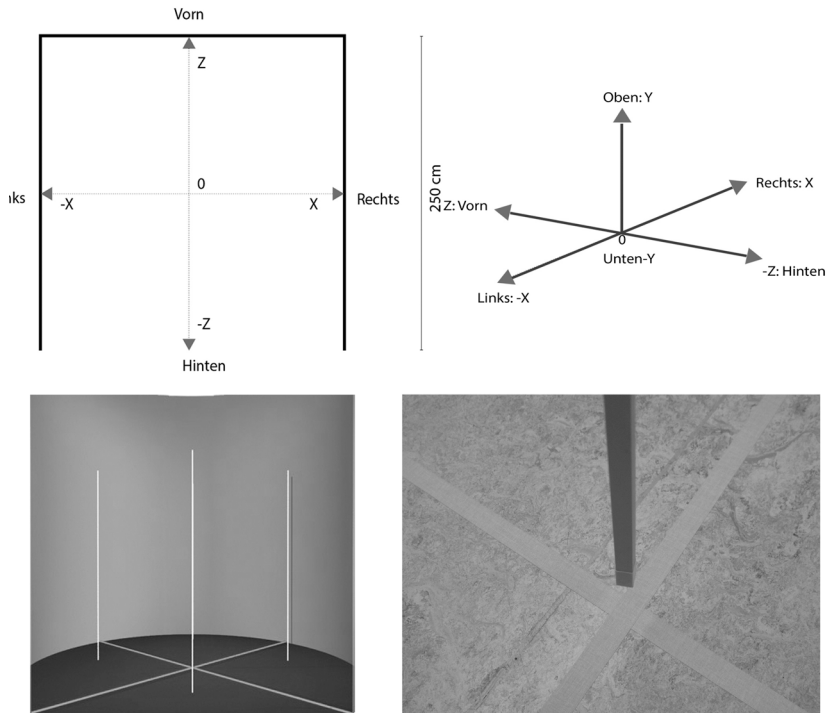 Vorn
Z
0
-X
X
Rechts
-Z
Hinten
250 cm
Oben: Y
Rechts: X
Z: Vorn
0
Unten-Y
-Z: Hinten
Links: -X